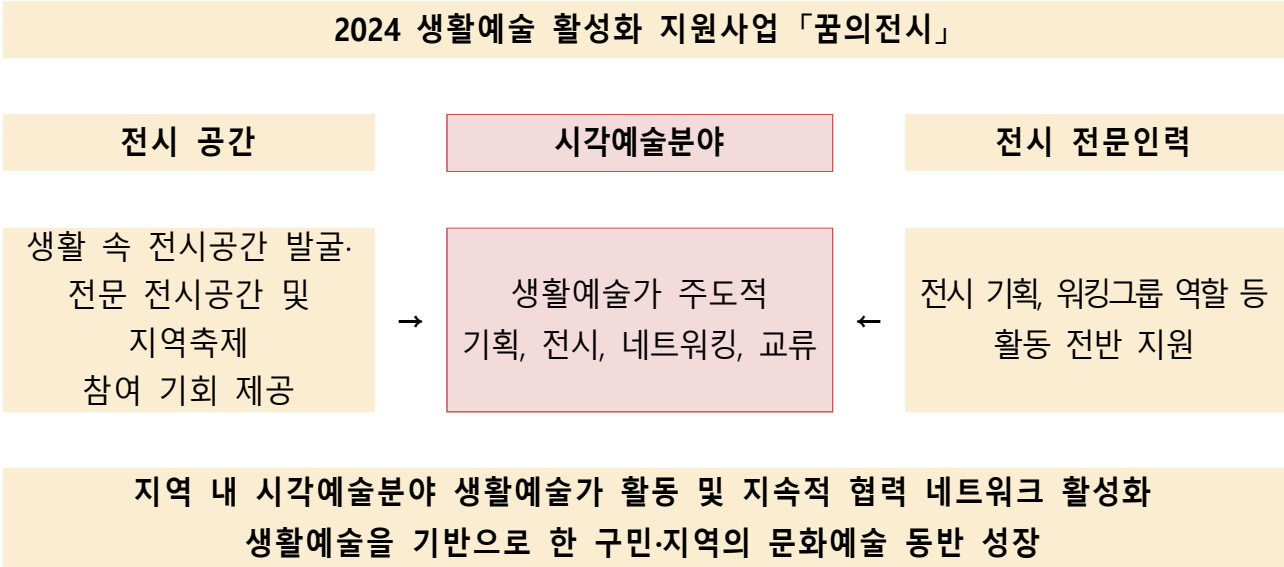 2024 생활예술 활성화 지원사업「꿈의전시」
전시 공간
시각예술분야
전시 전문인력
생활 속 전시공간 발굴·
전문 전시공간 및
지역축제
참여 기회 제공
→
생활예술가 주도적
기획, 전시, 네트워킹, 교류
←
전시 기획, 워킹그룹 역할 등
활동 전반 지원
지역 내 시각예술분야 생활예술가 활동 및 지속적 협력 네트워크 활성화
생활예술을 기반으로 한 구민·지역의 문화예술 동반 성장